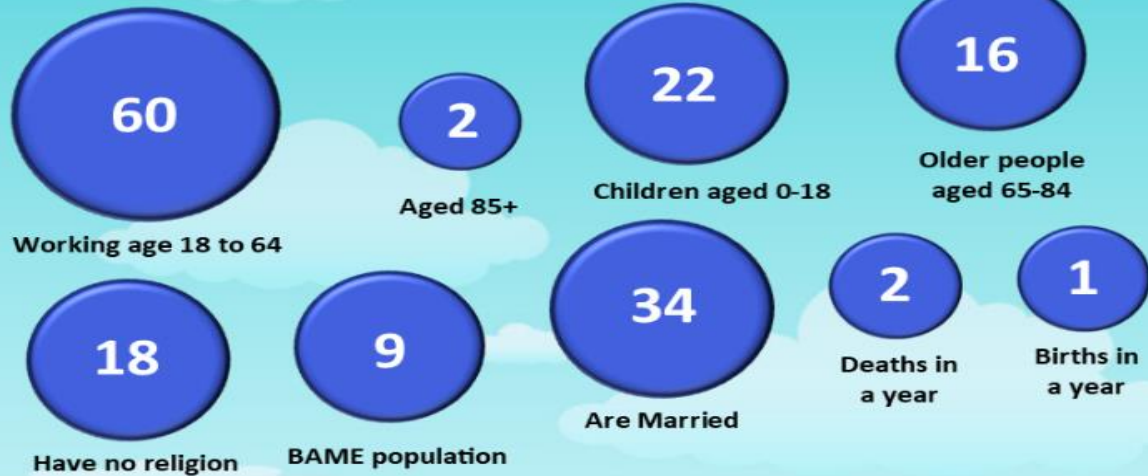 60
Working age 18 to 64
2
Aged 85+
22
Children aged 0-18
16
Older people
aged 65-84
18
Have no religion
9
BAME population
34
Are Married
2
Deaths in
a year
1
Births in
a year